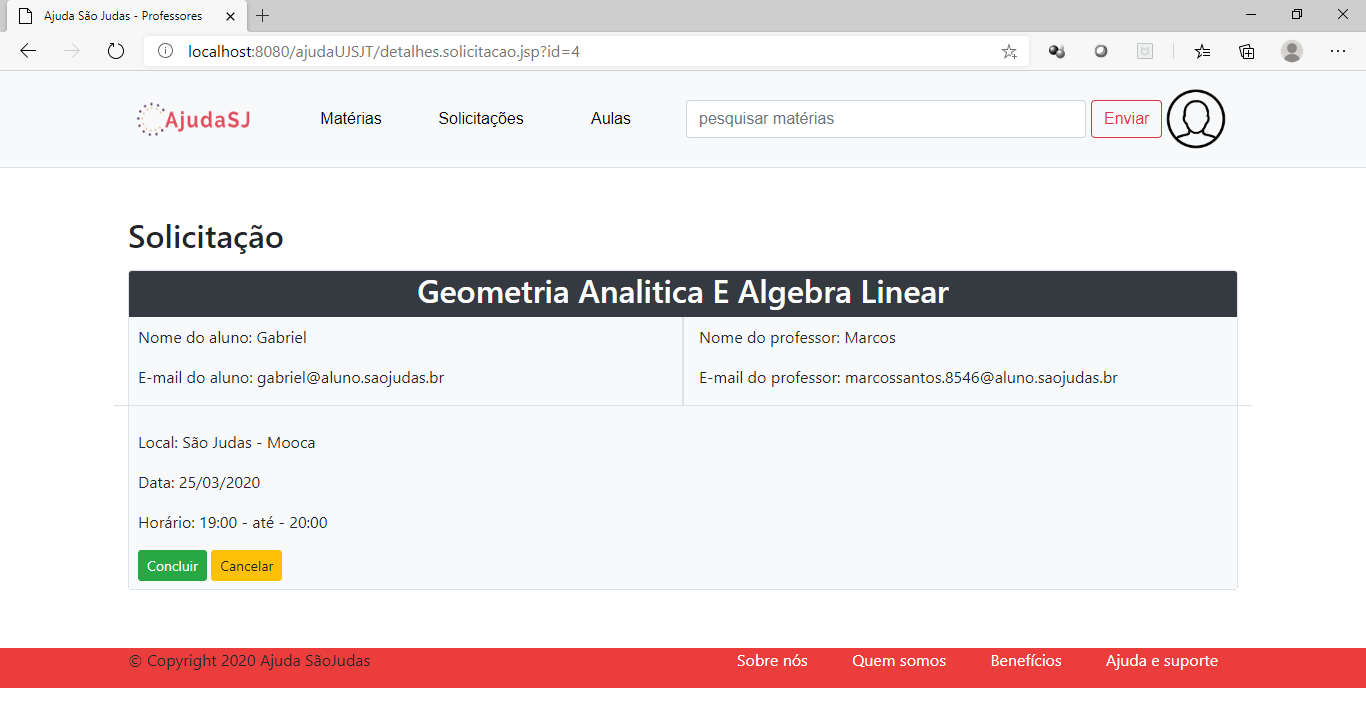 Ajuda São Judas - Professores
localhost:8080/ajudaUJSJT/detalhes.solicitacao.jsp?id=4
AjudaSJ Matérias Solicitações Aulas pesquisar matérias Enviar
Solicitação
Geometria Analitica E Algebra Linear
Nome do aluno: Gabriel Nome do professor: Marcos
E-mail do aluno: gabriel@aluno.saojudas.br E-mail do professor: marcossantos.8546@aluno.saojudas.br
Local: São Judas - Mooca
Data: 25/03/2020
Horário: 19:00 - até - 20:00
Concluir Cancelar
© Copyright 2020 Ajuda SãoJudas Sobre nós Quem somos Benefícios Ajuda e suporte